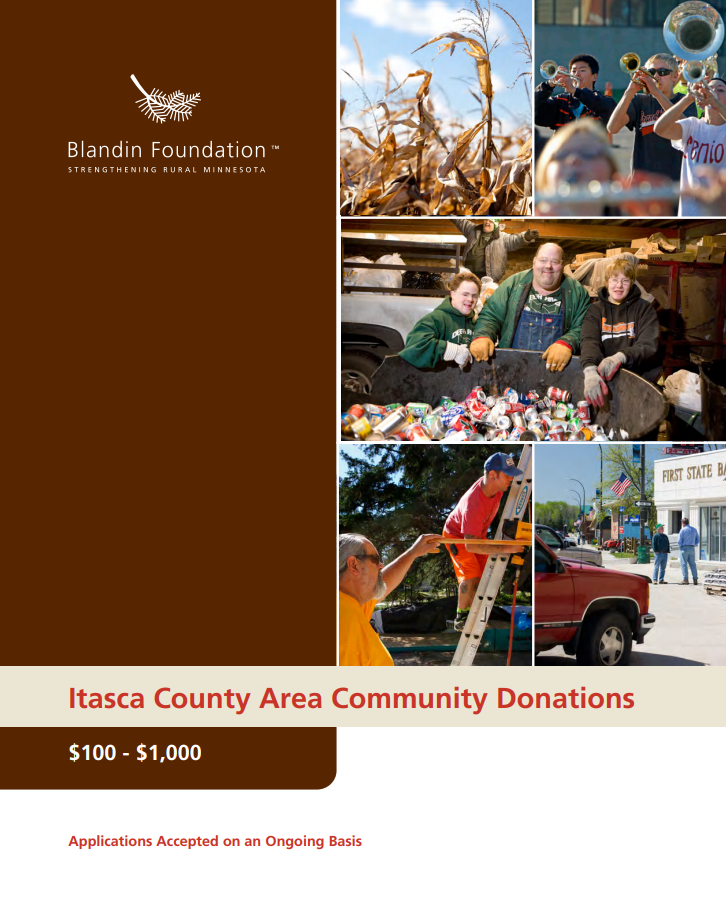 Blandin Foundation™
STRENGTHENING RURAL MINNESOTA
FIRST STATE BA
Itasca County Area Community Donations
$100 - $1,000
Applications Accepted on an Ongoing Basis